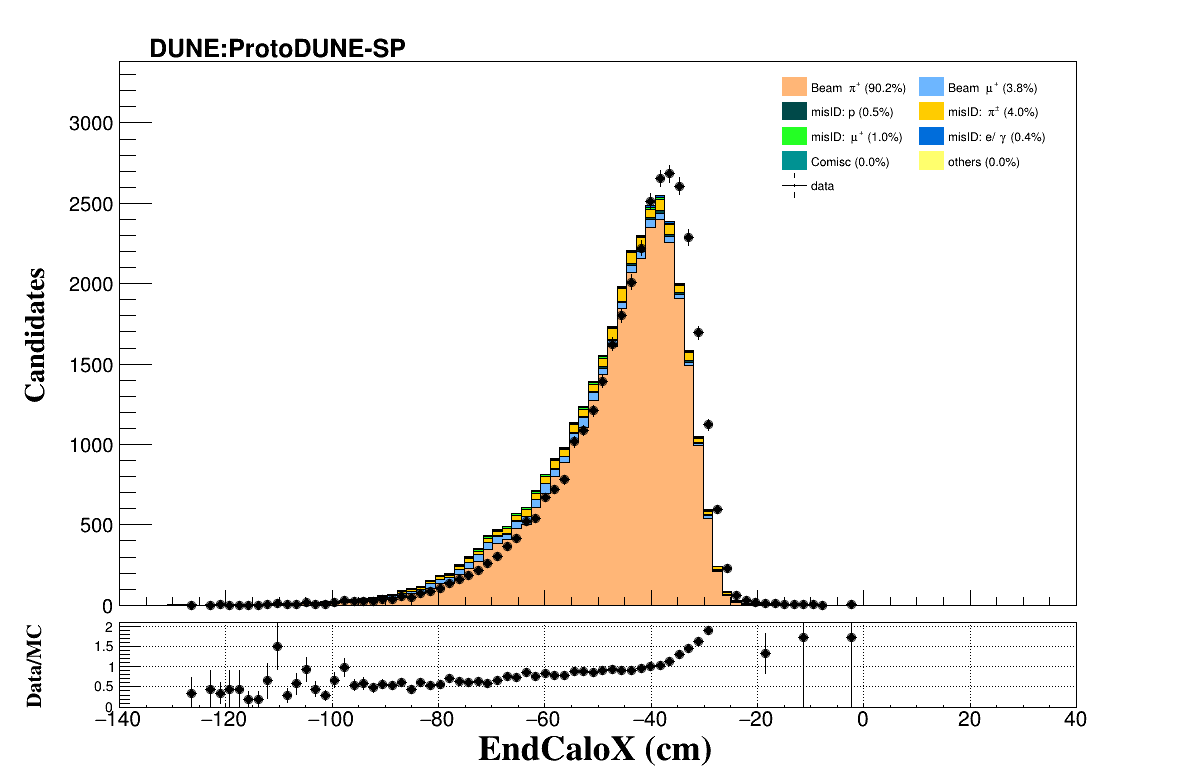 DUNE:ProtoDUNE-SP
Beam π⁺ (90.2%) Beam μ⁺ (3.8%)
misID: p (0.5%) misID: π± (4.0%)
misID: μ⁺ (1.0%) misID: e/ γ (0.4%)
Comisc (0.0%) others (0.0%)
data
Candidates
3000
2500
2000
1500
1000
500
0
Data/MC
2
1.5
1
0.5
0
−140 −120 −100 −80 −60 −40 −20 0 20 40
EndCaloX (cm)